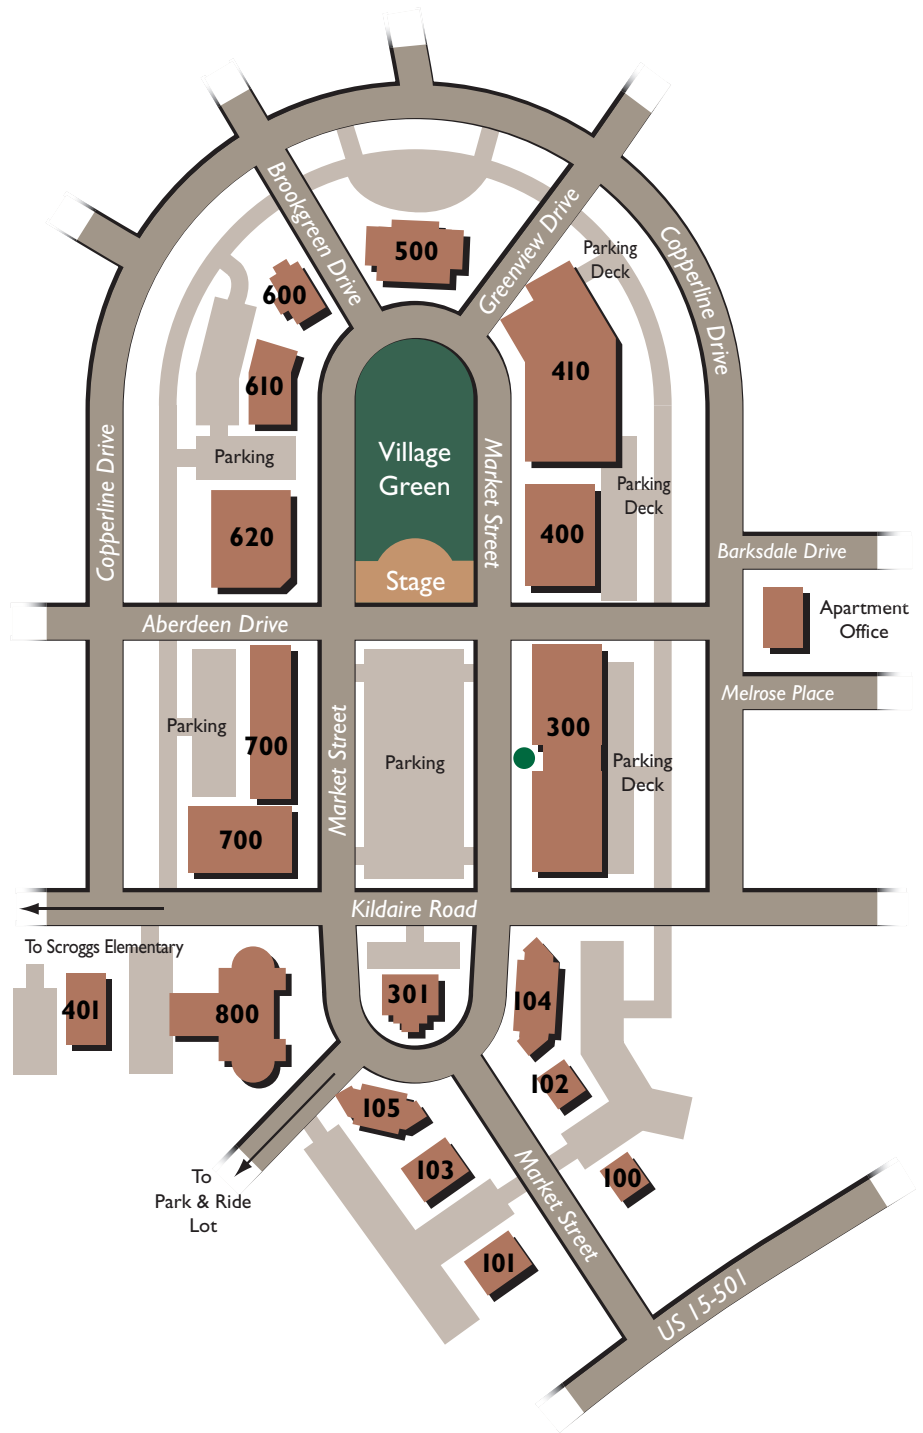 Brookgreen Drive
500
Greenview Drive
Parking
Deck
Copperline Drive
600
610
410
Village
Green
Market Street
Parking
Copperline Drive
Parking
Deck
620
400
Barksdale Drive
Stage
Aberdeen Drive
Apartment
Office
Melrose Place
Parking
700
Market Street
Parking
300
Parking
Deck
700
Kildaire Road
To Scroggs Elementary
401
800
301
104
102
105
103
100
To
Park & Ride
Lot
Market Street
101
US 15-501